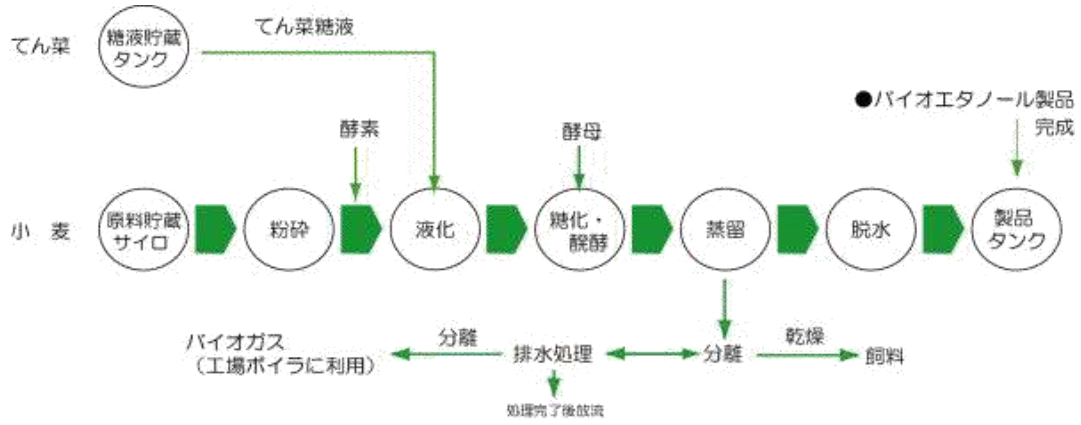 てん菜
糖液貯蔵
タンク
てん菜糖液
●バイオエタノール製品
完成
酵素
酵母
小 麦
原料貯蔵
サイロ
粉砕
液化
糖化・
醗酵
蒸留
脱水
製品
タンク
バイオガス
（工場ボイラに利用）
分離
排水処理
分離
乾燥
飼料
処理完了後放流